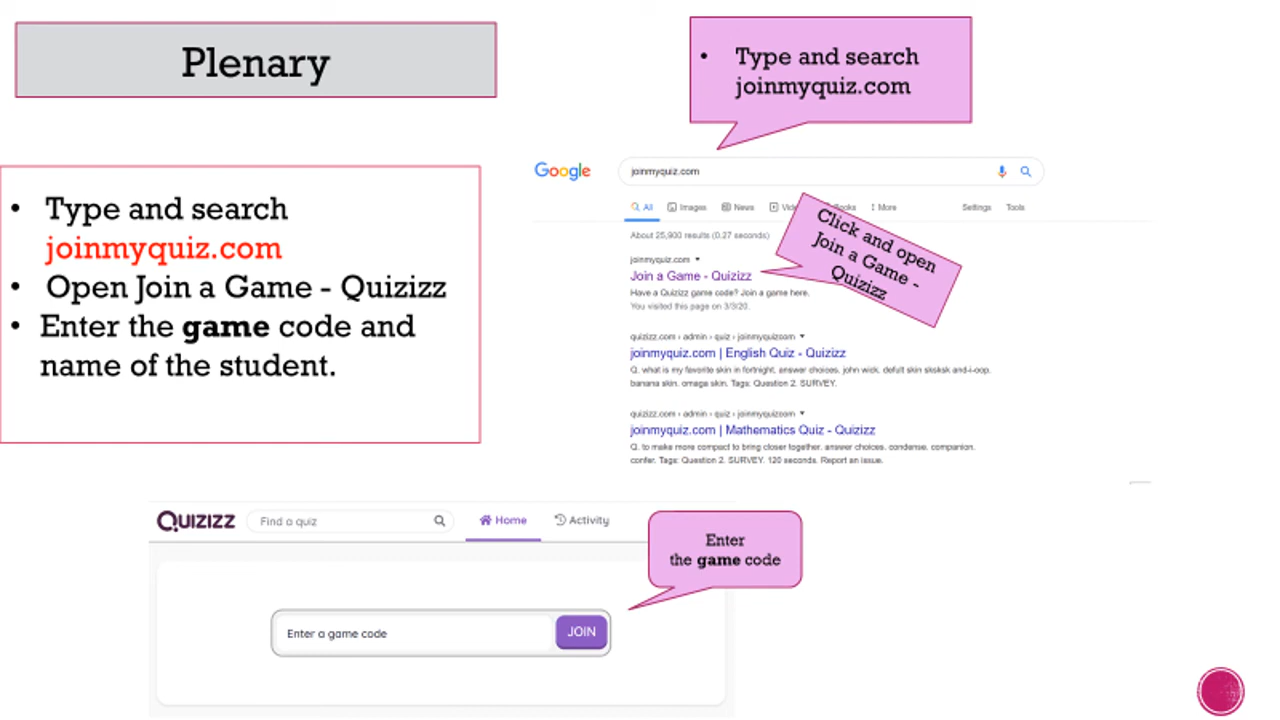 Plenary
• Type and search
joinmyquiz.com
• Type and search
joinmyquiz.com
• Open Join a Game - Quizizz
• Enter the game code and
name of the student.
Google
joinmyquiz.com
All Images News Books More Settings Tools
About 25,900 results (0.27 seconds)
Click and open
Join a Game -
Quizizz
joinmyquiz.com
Join a Game - Quizizz
Have a Quizizz game code? Join a game here.
You visited this page on 3/3/20.
quizizz.com › admin › quiz › joinmyquizcom
joinmyquiz.com | English Quiz - Quizizz
Q. what is my favorite skin in fortnight. answer choices. john wick. defult skin sksksk and-i-oop.
banana skin. omaga skin. Tags: Question 2. SURVEY.
quizizz.com › admin › quiz › joinmyquizcom
joinmyquiz.com | Mathematics Quiz - Quizizz
Q. to make more compact to bring closer together. answer choices. condense. companion.
confer. Tags: Question 2. SURVEY. 120 seconds. Report an issue.
QUIZIZZ Find a quiz Home Activity
Enter
the game code
Enter a game code JOIN